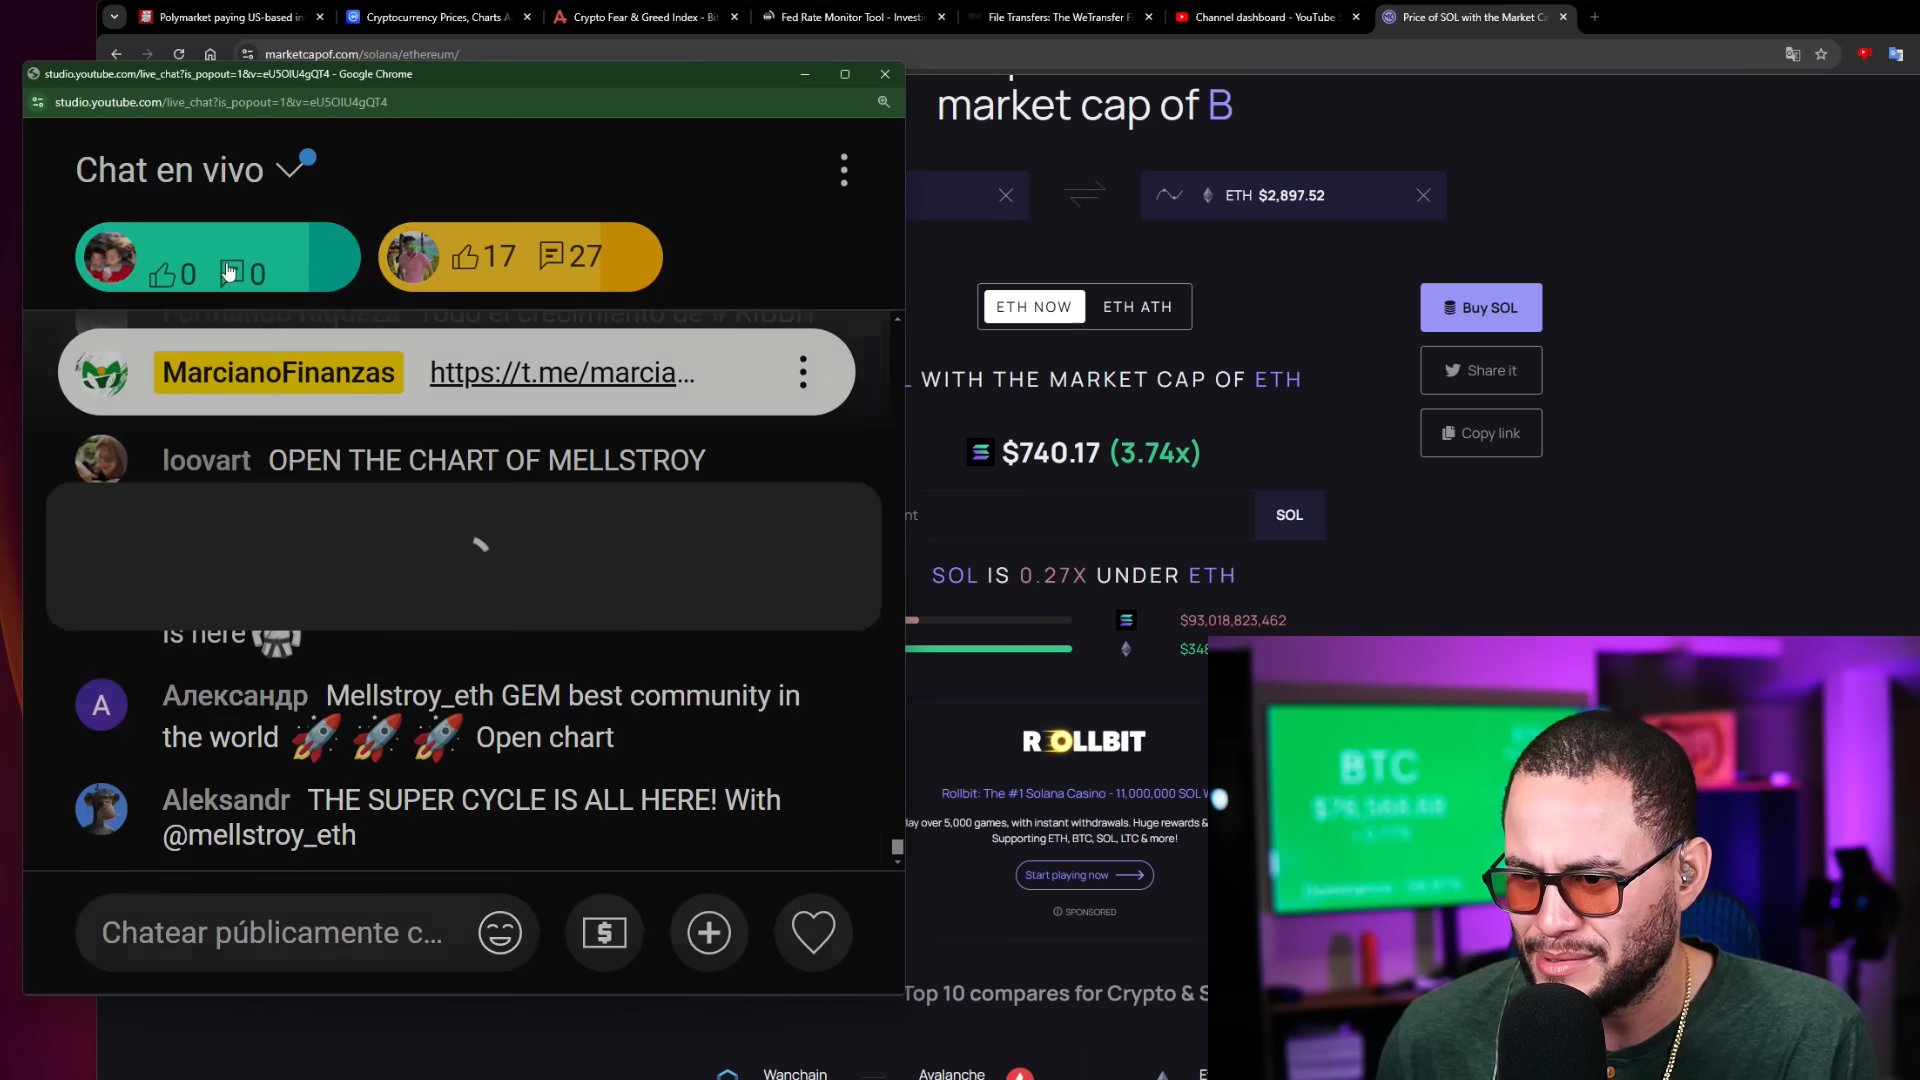 Polymarket paying US-based in
Cryptocurrency Prices, Charts A
Crypto Fear & Greed Index - Bi
Fed Rate Monitor Tool - Investi
File Transfers: The WeTransfer F
Channel dashboard - YouTube
Price of SOL with the Market Ca
marketcapof.com/solana/ethereum/
studio.youtube.com/live_chat?is_popout=1&v=eU5OIU4gQT4 - Google Chrome
studio.youtube.com/live_chat?is_popout=1&v=eU5OIU4gQT4
market cap of B
Chat en vivo
ETH $2,897.52
0 0
17 27
ETH NOW ETH ATH
Buy SOL
Todo el crecimiento de # RIBBIT
MarcianoFinanzas https://t.me/marcia...
Share it
WITH THE MARKET CAP OF ETH
Copy link
loovart OPEN THE CHART OF MELLSTROY
$740.17 (3.74x)
nt SOL
SOL IS 0.27X UNDER ETH
$93,018,823,462
$348
is here
Александр Mellstroy_eth GEM best community in
the world 🚀 🚀 🚀 Open chart
Aleksandr THE SUPER CYCLE IS ALL HERE! With
@mellstroy_eth
ROLLBIT
Rollbit: The #1 Solana Casino - 11,000,000 SOL W
lay over 5,000 games, with instant withdrawals. Huge rewards &
Supporting ETH, BTC, SOL, LTC & more!
Start playing now
SPONSORED
Chatear públicamente c...
BTC
Top 10 compares for Crypto & S
Wanchain Avalanche E